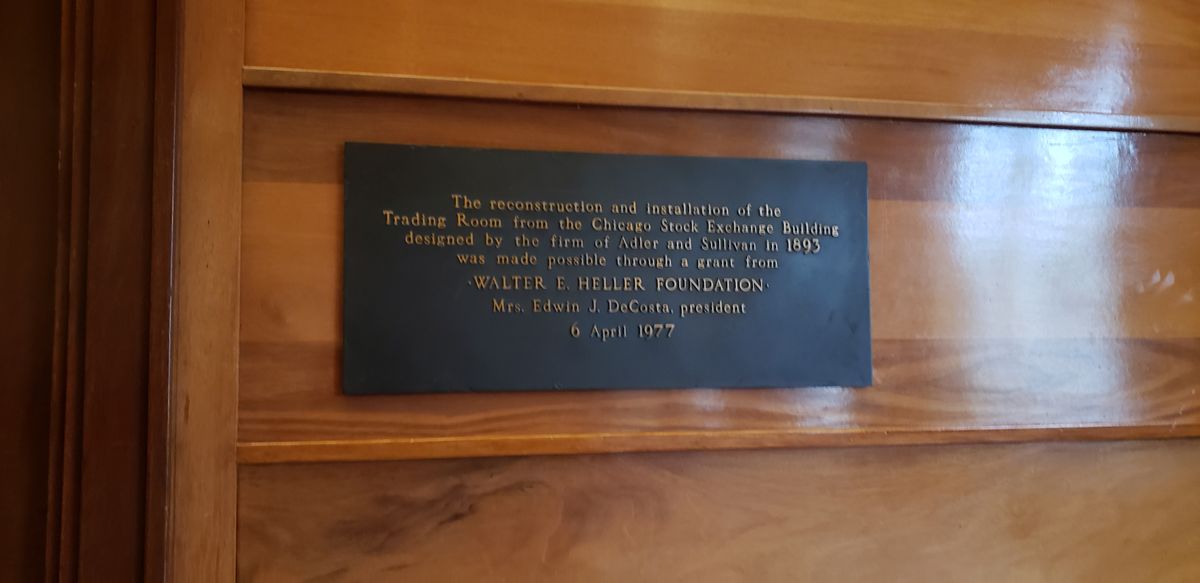 The reconstruction and installation of the
Trading Room from the Chicago Stock Exchange Building
designed by the firm of Adler and Sullivan in 1893
was made possible through a grant from
·WALTER E. HELLER FOUNDATION·
Mrs. Edwin J. DeCosta, president
6 April 1977